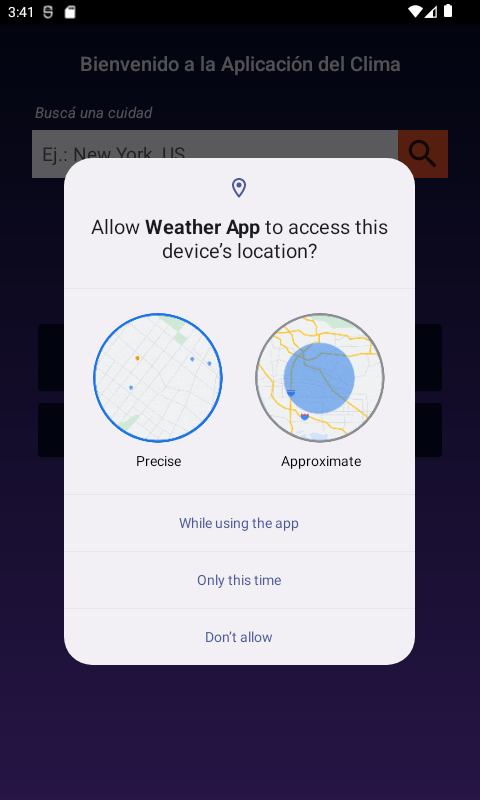 3:41
Bienvenido a la Aplicación del Clima
Buscá una cuidad
Ej.: New York, US
Allow Weather App to access this
device's location?
Precise
Approximate
While using the app
Only this time
Don't allow